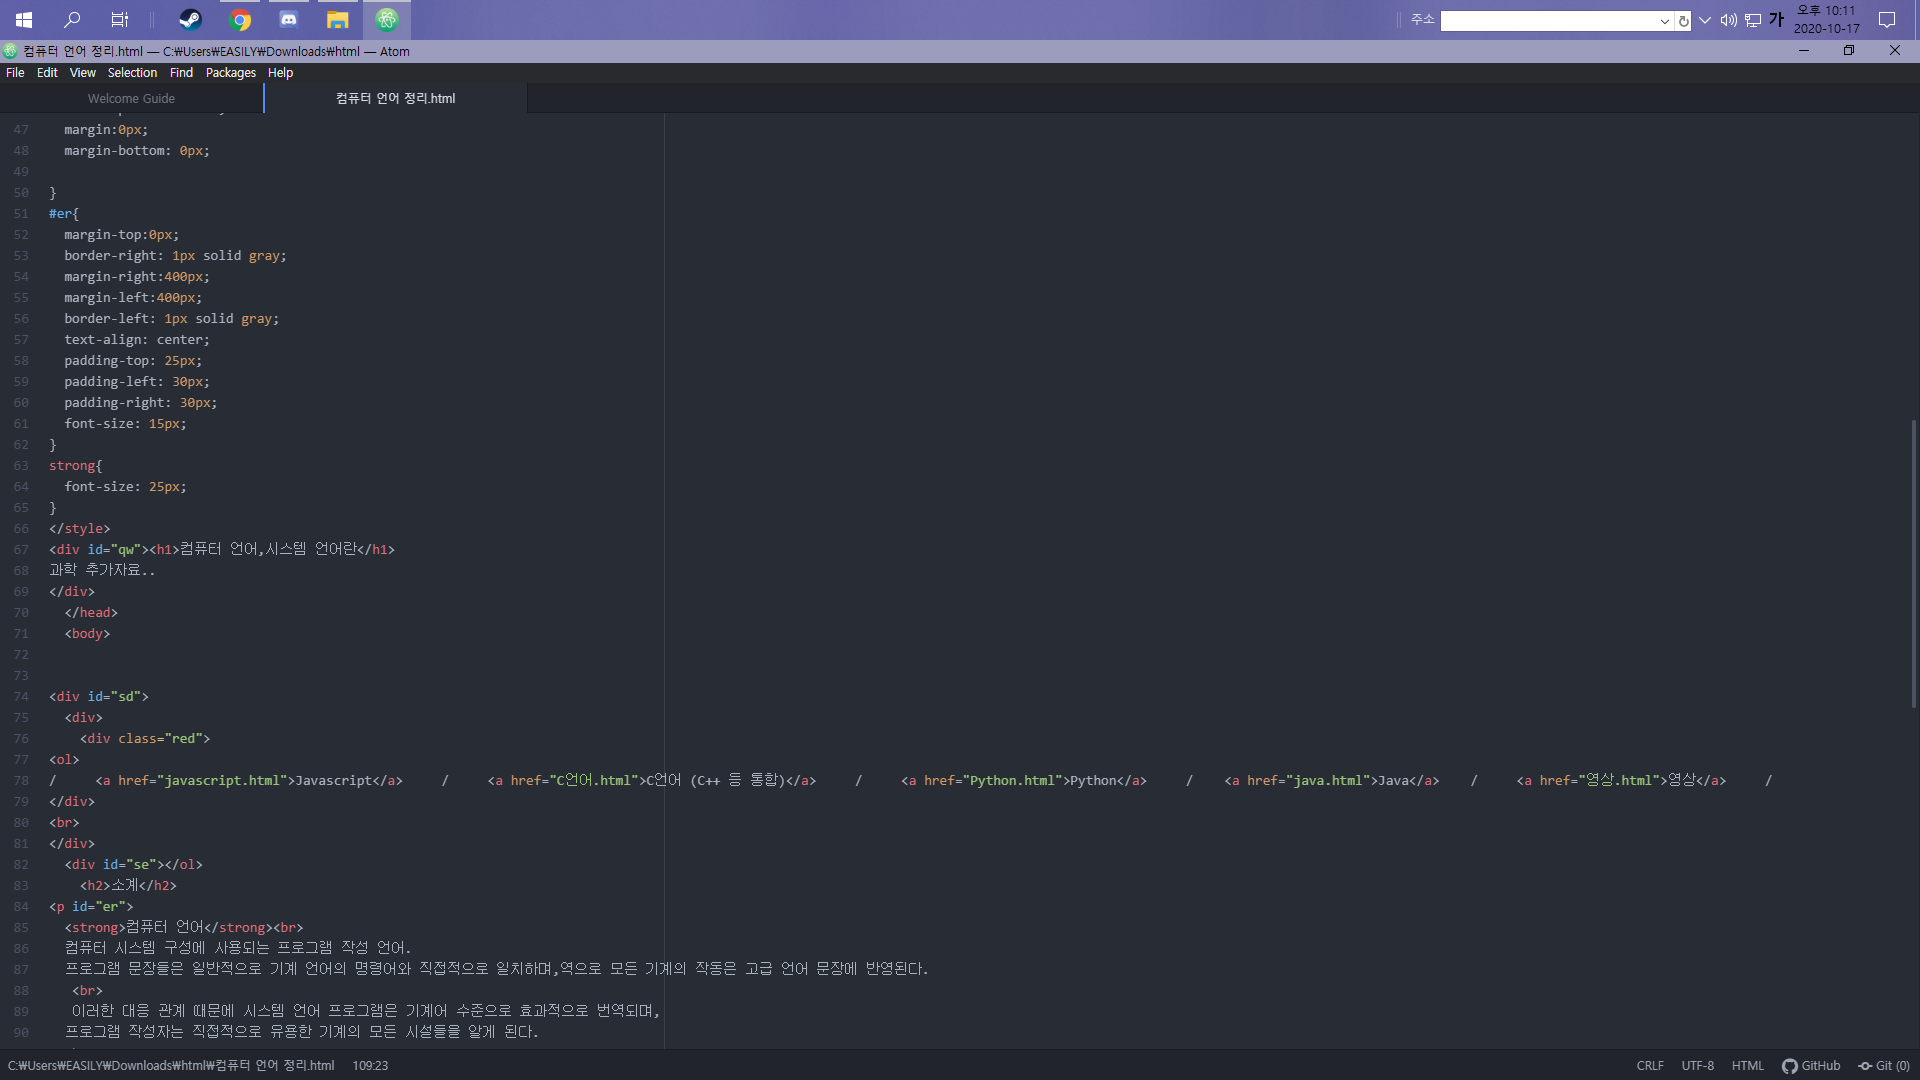 주소
가
오후 10:11
2020-10-17
컴퓨터 언어 정리.html — C:₩Users₩EASILY₩Downloads₩html — Atom
File Edit View Selection Find Packages Help
Welcome Guide
컴퓨터 언어 정리.html
47 margin:0px;
48 margin-bottom: 0px;
49
50 }
51 #er{
52 margin-top:0px;
53 border-right: 1px solid gray;
54 margin-right:400px;
55 margin-left:400px;
56 border-left: 1px solid gray;
57 text-align: center;
58 padding-top: 25px;
59 padding-left: 30px;
60 padding-right: 30px;
61 font-size: 15px;
62 }
63 strong{
64 font-size: 25px;
65 }
66 </style>
67 <div id="qw"><h1>컴퓨터 언어,시스템 언어란</h1>
68 과학 추가자료..
69 </div>
70 </head>
71 <body>
72
73
74 <div id="sd">
75 <div>
76 <div class="red">
77 <ol>
78 / <a href="javascript.html">Javascript</a> / <a href="C언어.html">C언어 (C++ 등 통합)</a> / <a href="Python.html">Python</a> / <a href="java.html">Java</a> / <a href="영상.html">영상</a> /
79 </div>
80 <br>
81 </div>
82 <div id="se"></ol>
83 <h2>소계</h2>
84 <p id="er">
85 <strong>컴퓨터 언어</strong><br>
86 컴퓨터 시스템 구성에 사용되는 프로그램 작성 언어.
87 프로그램 문장들은 일반적으로 기계 언어의 명령어와 직접적으로 일치하며,역으로 모든 기계의 작동은 고급 언어 문장에 반영된다.
88 <br>
89 이러한 대응 관계 때문에 시스템 언어 프로그램은 기계어 수준으로 효과적으로 번역되며,
90 프로그램 작성자는 직접적으로 유용한 기계의 모든 시설들을 알게 된다.
C:₩Users₩EASILY₩Downloads₩html₩컴퓨터 언어 정리.html 109:23 CRLF UTF-8 HTML GitHub Git (0)